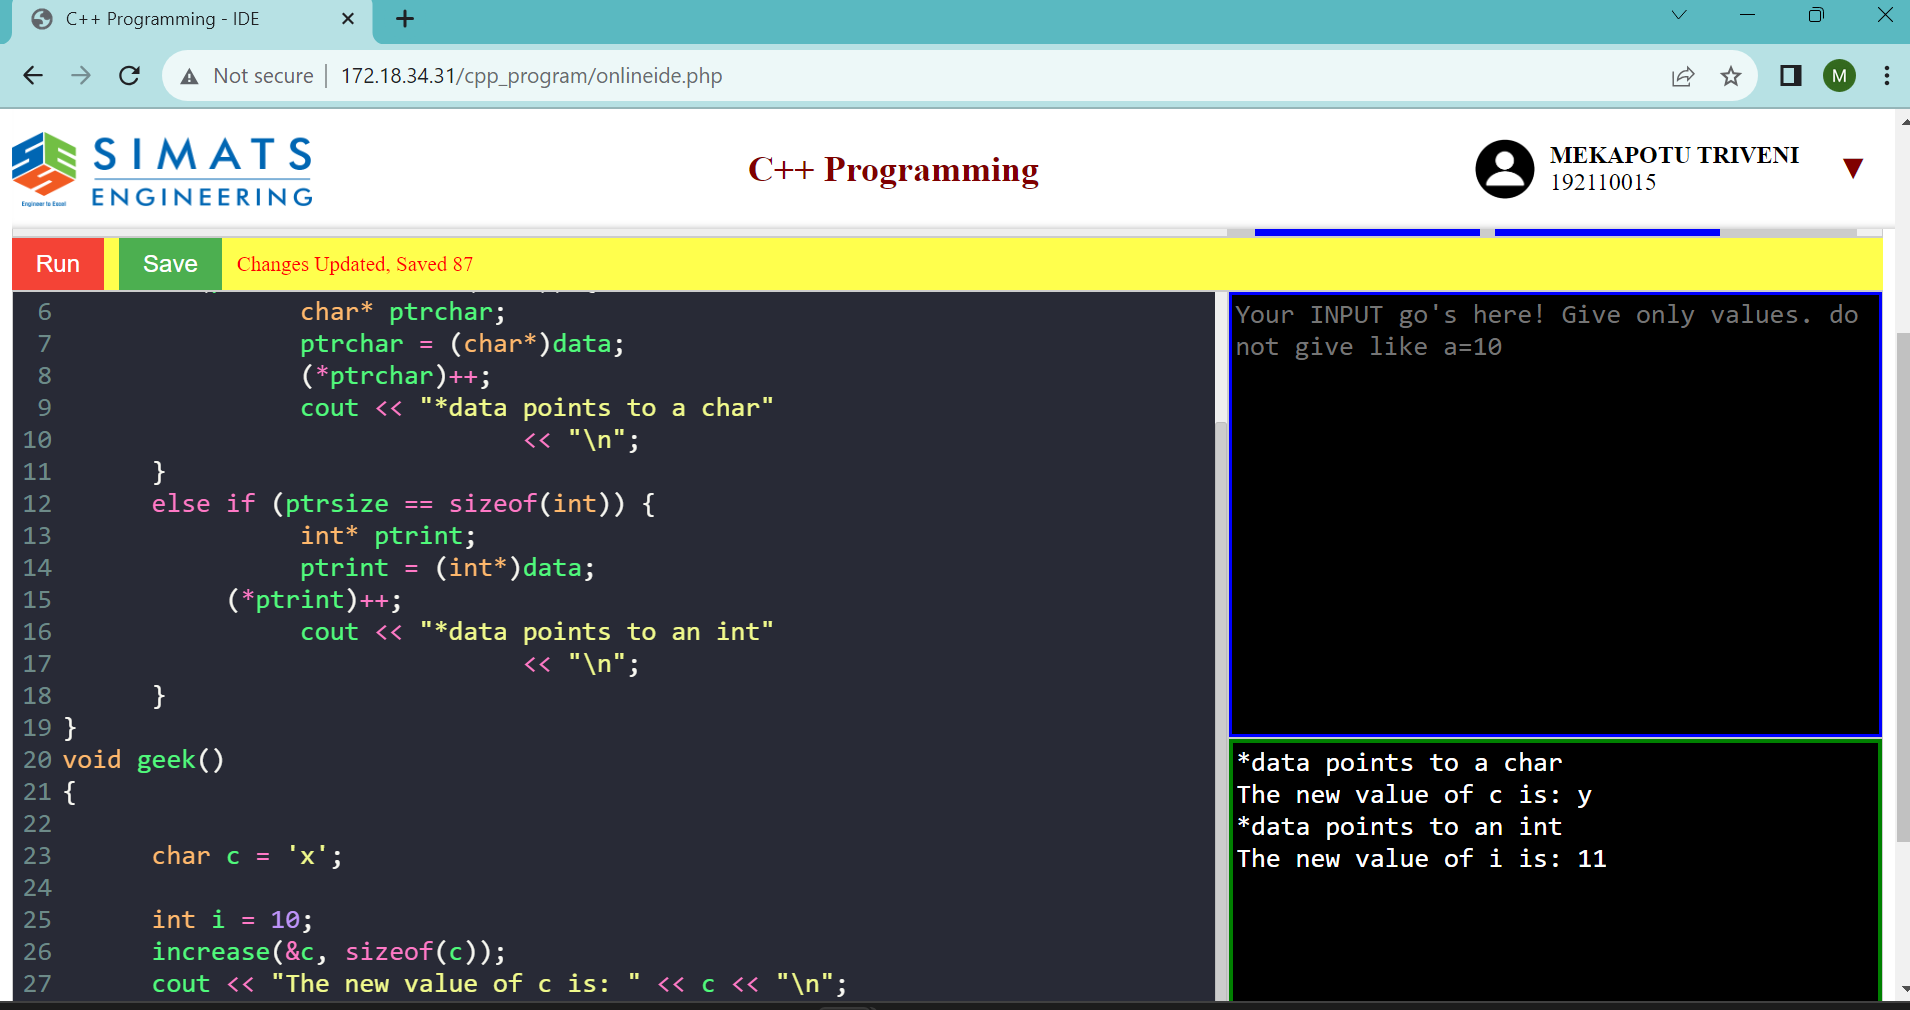 C++ Programming - IDE
Not secure
172.18.34.31/cpp_program/onlineide.php
M
SIMATS
ENGINEERING
Engineer to Excel
C++ Programming
MEKAPOTU TRIVENI
192110015
Run
Save
Changes Updated, Saved 87
6 char* ptrchar;
7 ptrchar = (char*)data;
8 (*ptrchar)++;
9 cout << "*data points to a char"
10 << "\n";
11 }
12 else if (ptrsize == sizeof(int)) {
13 int* ptrint;
14 ptrint = (int*)data;
15 (*ptrint)++;
16 cout << "*data points to an int"
17 << "\n";
18 }
19 }
20 void geek()
21 {
22
23 char c = 'x';
24
25 int i = 10;
26 increase(&c, sizeof(c));
27 cout << "The new value of c is: " << c << "\n";
Your INPUT go's here! Give only values. do
not give like a=10
*data points to a char
The new value of c is: y
*data points to an int
The new value of i is: 11